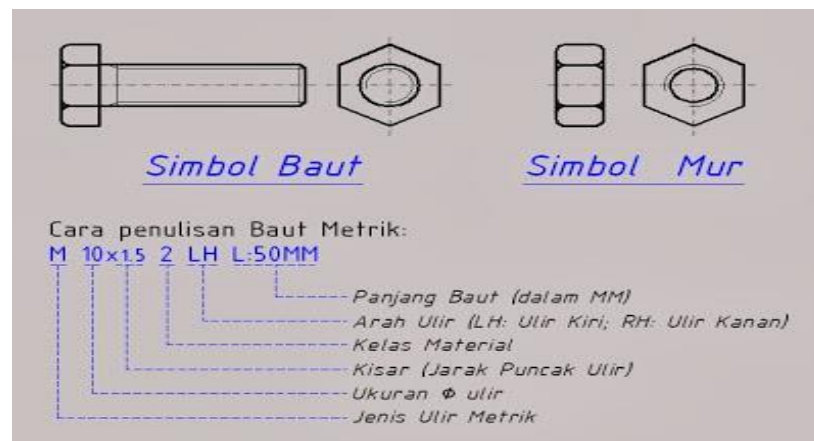 Simbol Baut
Simbol Mur
Cara penulisan Baut Metrik:
M 10x1.5 2 LH L:50MM
Panjang Baut (dalam MM)
Arah Ulir (LH: Ulir Kiri; RH: Ulir Kanan)
Kelas Material
Kisar (Jarak Puncak Ulir)
Ukuran Φ ulir
Jenis Ulir Metrik